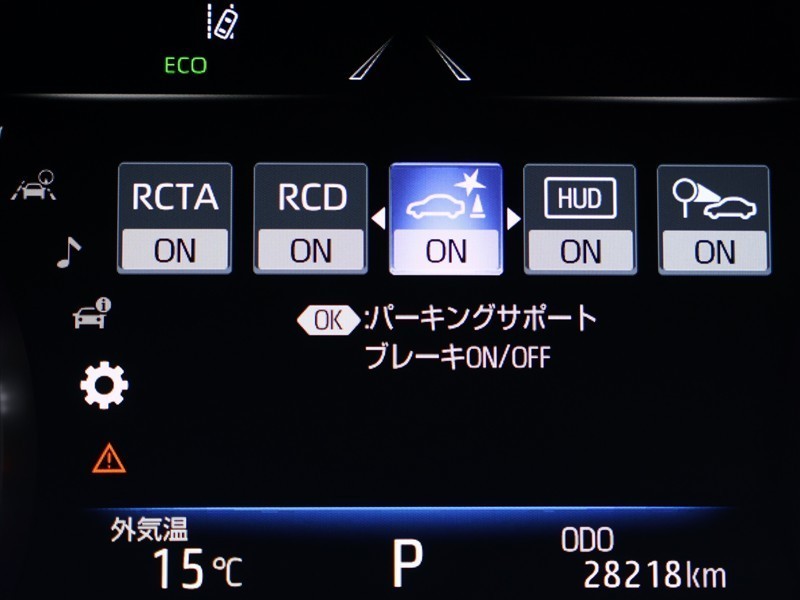 ECO
RCTA
RCD
HUD
ON
ON
ON
ON
ON
OK:パーキングサポート
ブレーキON/OFF
外気温
15℃
P
ODO
28218km